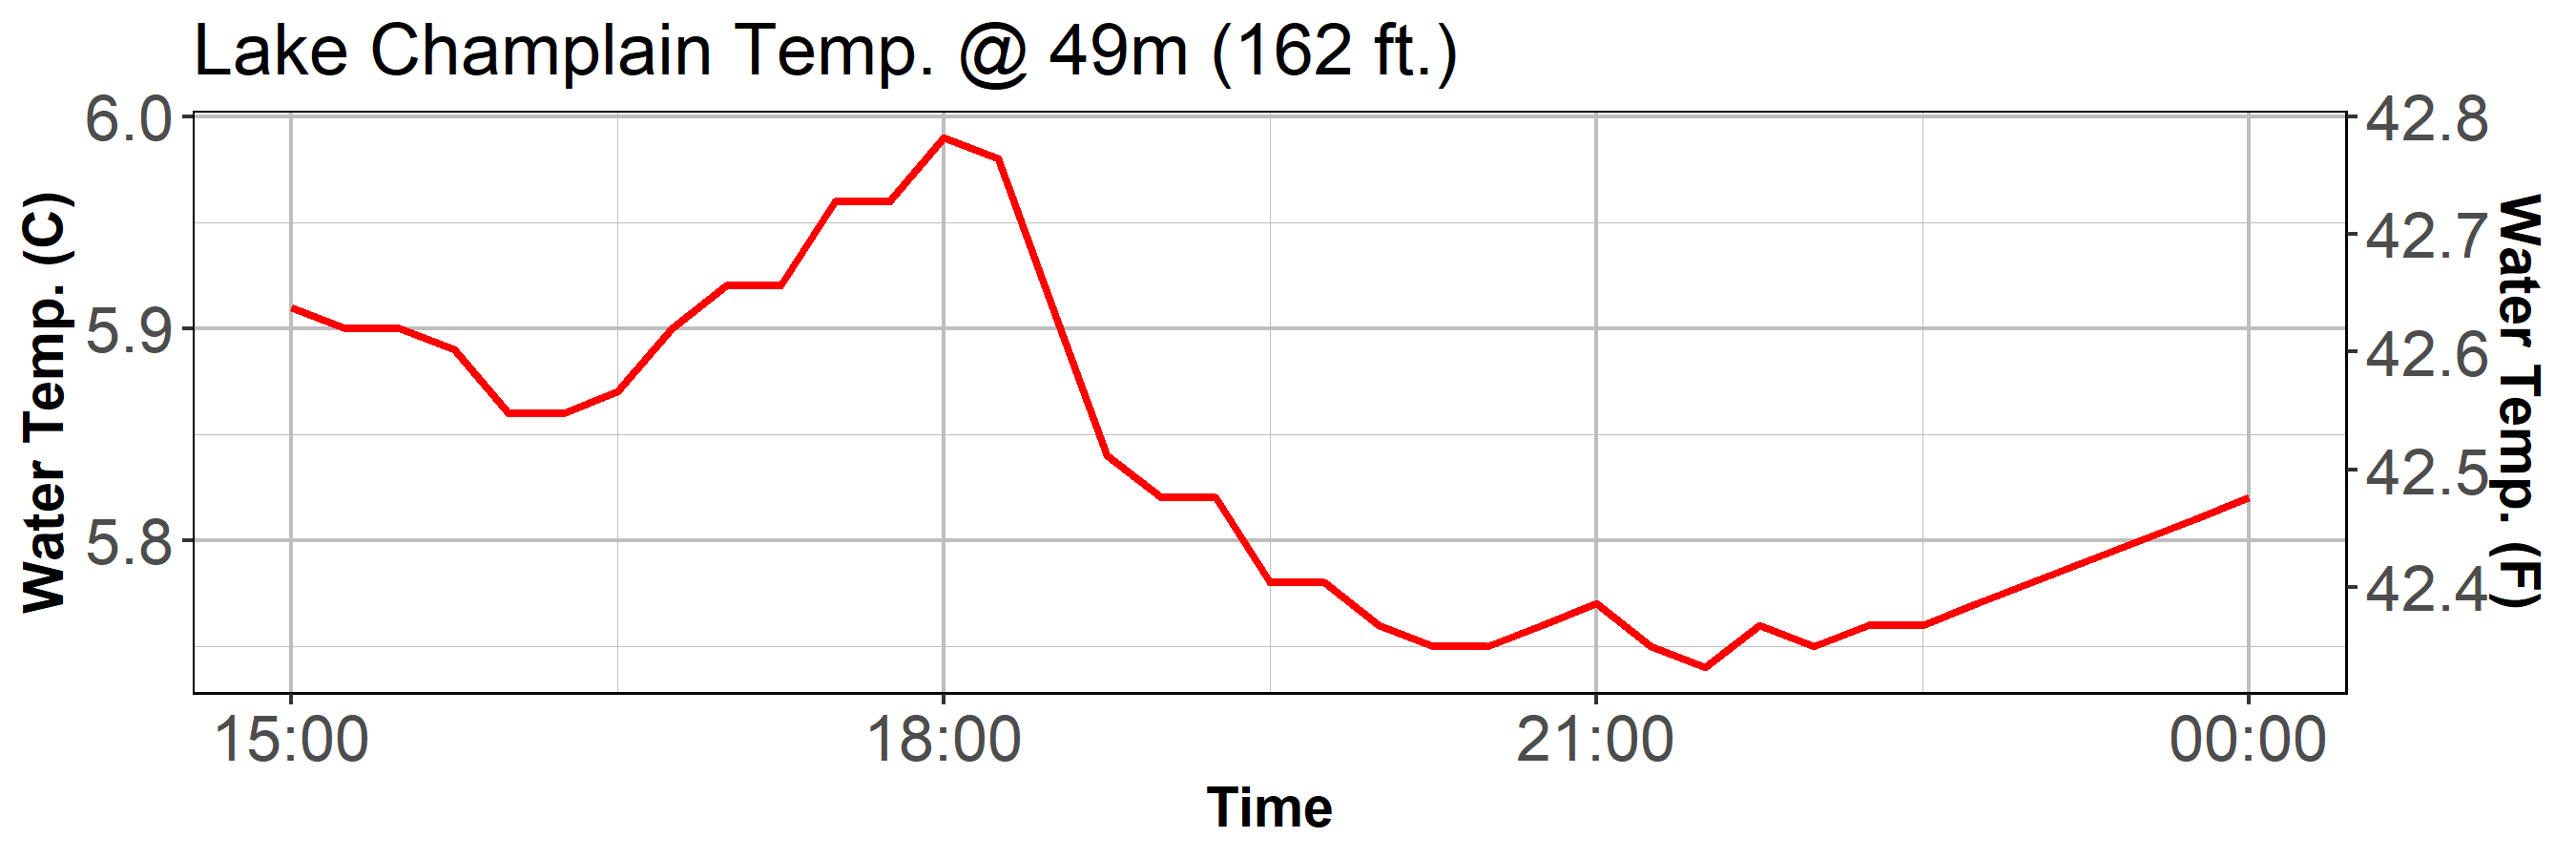 Lake Champlain Temp. @ 49m (162 ft.)
6.0
5.9
5.8
Water Temp. (C)
42.8
42.7
42.6
42.5
42.4
Water Temp. (F)
15:00 18:00 21:00 00:00
Time